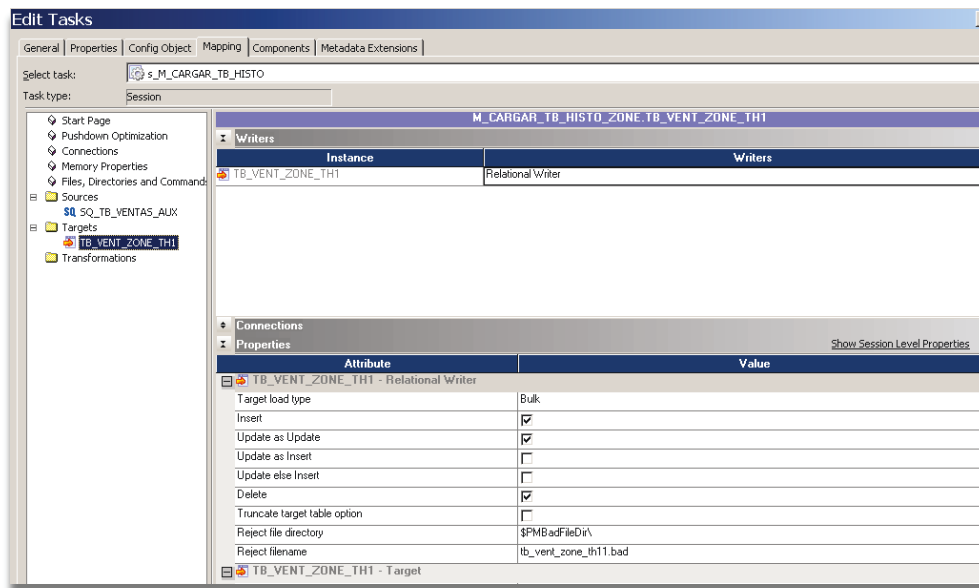 Edit Tasks
General | Properties | Config Object | Mapping | Components | Metadata Extensions
Select task: s_M_CARGAR_TB_HISTO
Task type: Session
Start Page
Pushdown Optimization
Connections
Memory Properties
Files, Directories and Command
Sources
SQ SQ_TB_VENTAS_AUX
Targets
TB_VENT_ZONE_TH1
Transformations
M_CARGAR_TB_HISTO_ZONE.TB_VENT_ZONE_TH1
Writers
Instance Writers
TB_VENT_ZONE_TH1 Relational Writer
Connections
Properties Show Session Level Properties
Attribute Value
TB_VENT_ZONE_TH1 - Relational Writer
Target load type Bulk
Insert
Update as Update
Update as Insert
Update else Insert
Delete
Truncate target table option
Reject file directory $PMBadFileDir\
Reject filename tb_vent_zone_th11.bad
TB_VENT_ZONE_TH1 - Target